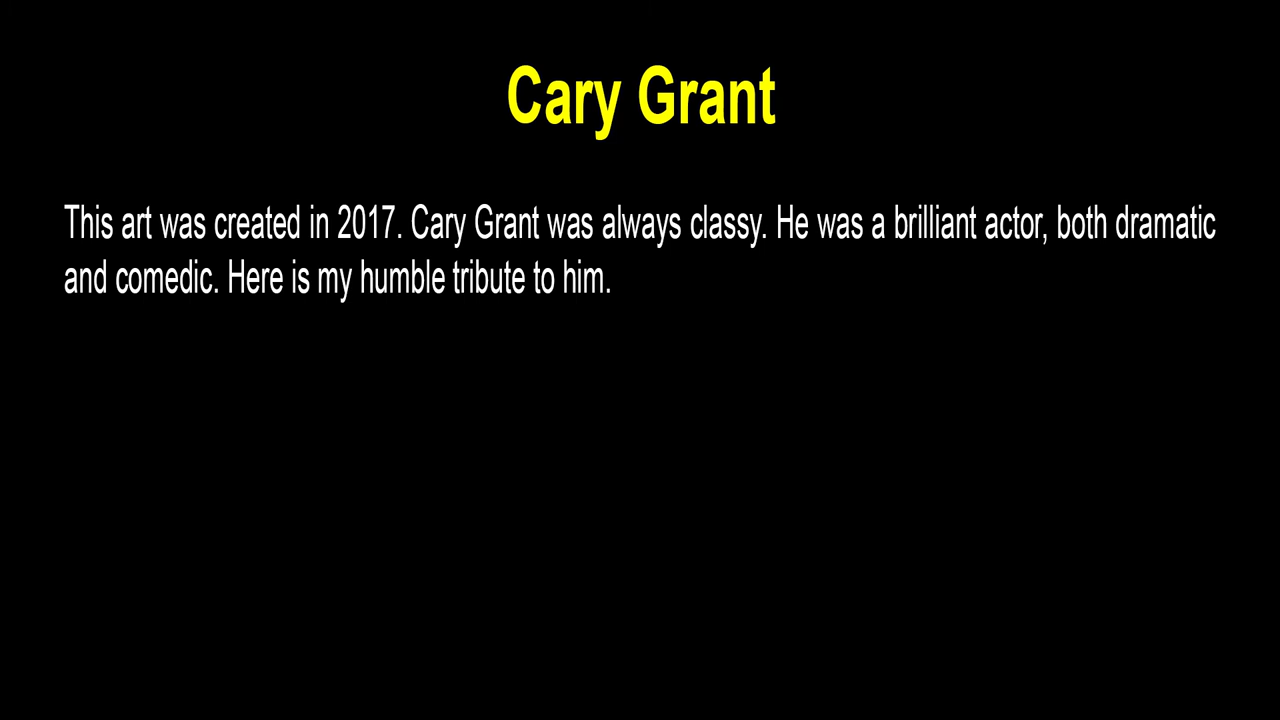 Cary Grant
This art was created in 2017. Cary Grant was always classy. He was a brilliant actor, both dramatic
and comedic. Here is my humble tribute to him.